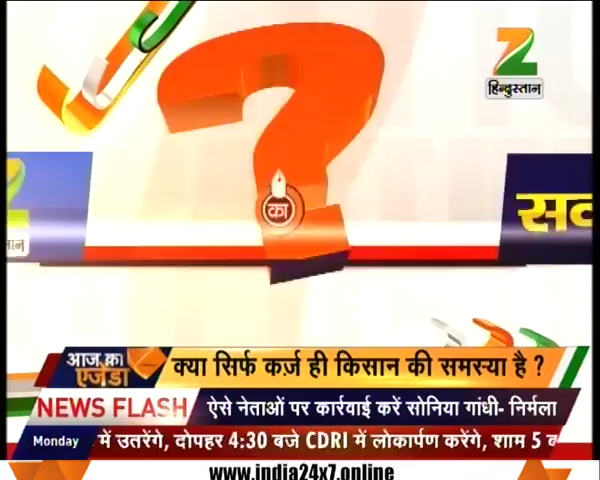 Z
हिन्दुस्तान
का
सव
तान
आज का
एजेंडा
क्या सिर्फ कर्ज़ ही किसान की समस्या है ?
NEWS FLASH
ऐसे नेताओं पर कार्रवाई करें सोनिया गांधी- निर्मला
Monday
में उतरेंगे, दोपहर 4:30 बजे CDRI में लोकार्पण करेंगे, शाम 5 ब
www.india24x7.online